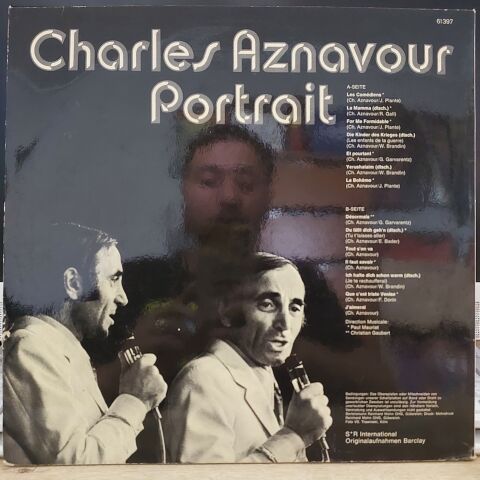 61397
Charles Aznavour
Portrait
A-SEITE
Les Comédiens *
(Ch. Aznavour/J. Plante)
La Mamma (dtsch.) *
(Ch. Aznavour/R. Gall)
For Me Formidable *
(Ch. Aznavour/J. Plante)
Die Kinder des Krieges (dtsch.)
(Les enfants de la guerre)
(Ch. Aznavour/W. Brandin)
Et pourtant *
(Ch. Aznavour/G. Garvarentz)
Yerushalaim (dtsch.)
(Ch. Aznavour/W. Brandin)
La Bohême *
(Ch. Aznavour/J. Plante)
B-SEITE
Désormais **
(Ch. Aznavour/G. Garvarentz)
Du läßt dich geh'n (dtsch.)
(Tu t'laisses aller)
(Ch. Aznavour/E. Bader)
Tout s'en va
(Ch. Aznavour)
Il faut savoir *
(Ch. Aznavour)
Ich halte dich schon warm (dtsch.)
(Je te rechaufferai)
(Ch. Aznavour/W. Brandin)
Que c'est triste Venise *
(Ch. Aznavour/F. Dorin)
J'aimerai
(Ch. Aznavour)
Direction Musicale:
* Paul Mauriat
** Christian Gaubert
S*R International
Originalaufnahmen Barclay